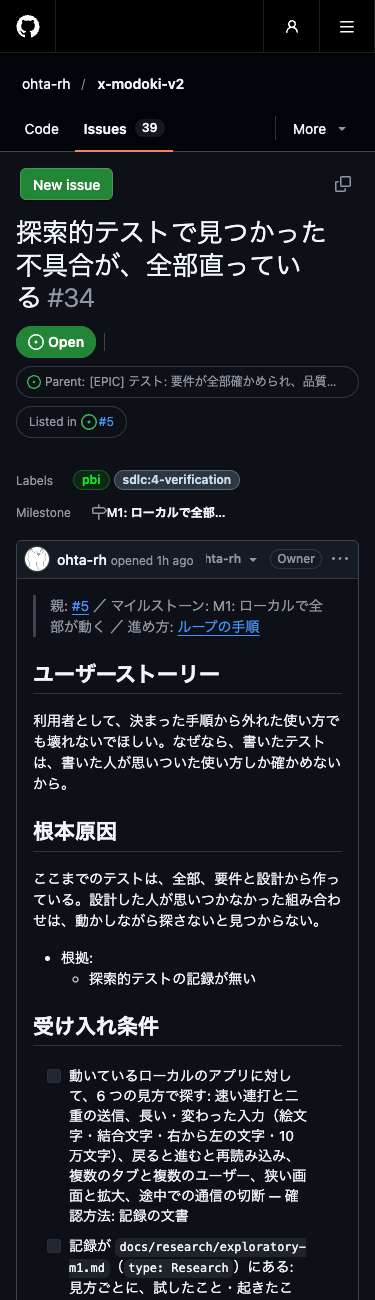 ohta-rh / x-modoki-v2
Code Issues 39 More
New issue
探索的テストで見つかった
不具合が、全部直ってい
る #34
Open
Parent: [EPIC] テスト: 要件が全部確かめられ、品質...
Listed in #5
Labels pbi sdlc:4-verification
Milestone M1: ローカルで全部...
ohta-rh opened 1h ago hta-rh Owner ...
親: #5 ／ マイルストーン: M1: ローカルで全
部が動く ／ 進め方: ループの手順
ユーザーストーリー
利用者として、決まった手順から外れた使い方で
も壊れないでほしい。なぜなら、書いたテスト
は、書いた人が思いついた使い方しか確かめない
から。
根本原因
ここまでのテストは、全部、要件と設計から作っ
ている。設計した人が思いつかなかった組み合わ
せは、動かしながら探さないと見つからない。
• 根拠:
◦ 探索的テストの記録が無い
受け入れ条件
動いているローカルのアプリに対し
て、6 つの見方で探す: 速い連打と二
重の送信、長い・変わった入力（絵
文字・結合文字・右から左の文字・10
万文字）、戻ると進むと再読み込み、
複数のタブと複数のユーザー、狭い画
面と拡大、途中での通信の切断 — 確
認方法: 記録の文書
記録が docs/research/exploratory-
m1.md（type: Research）にある:
見方ごとに、試したこと・起きたこ